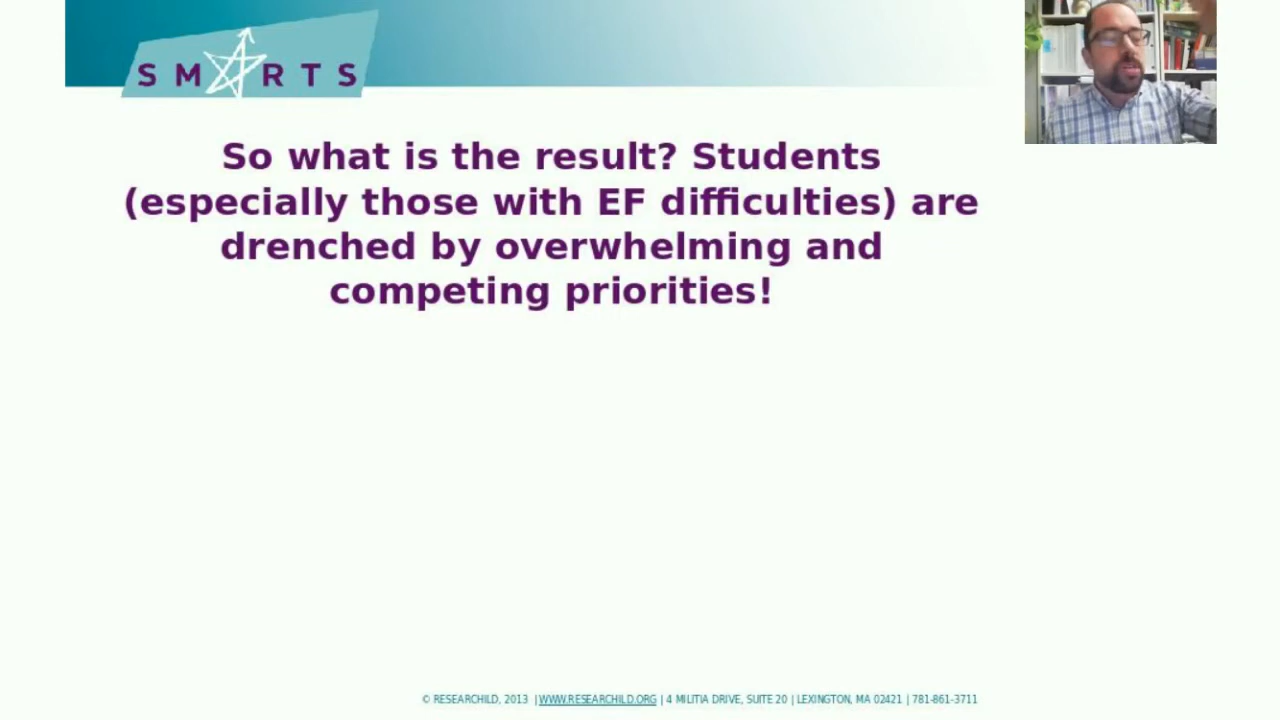 SMARTS
So what is the result? Students
(especially those with EF difficulties) are
drenched by overwhelming and
competing priorities!
© RESEARCHILD, 2013 | WWW.RESEARCHILD.ORG | 4 MILITIA DRIVE, SUITE 20 | LEXINGTON, MA 02421 | 781-861-3711